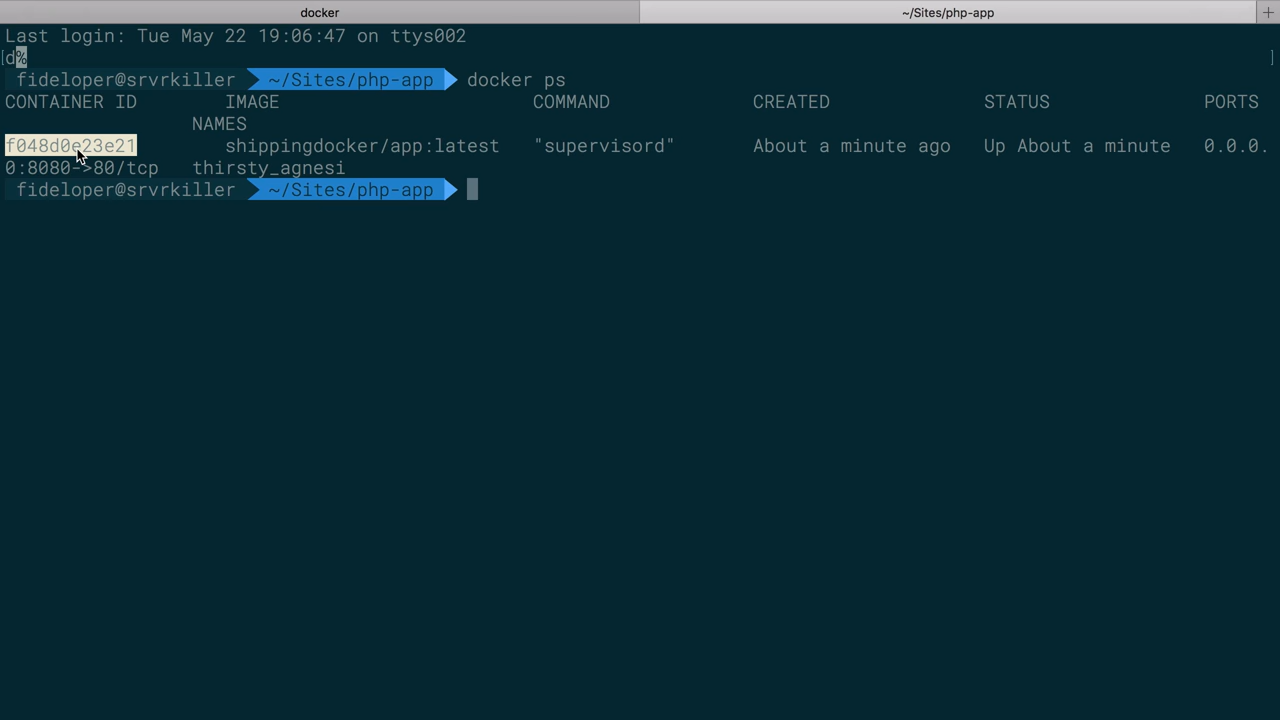 docker
~/Sites/php-app
Last login: Tue May 22 19:06:47 on ttys002
[d% ]
fideloper@srvrkiller ~/Sites/php-app docker ps
CONTAINER ID IMAGE COMMAND CREATED STATUS PORTS
NAMES
f048d0e23e21 shippingdocker/app:latest "supervisord" About a minute ago Up About a minute 0.0.0.
0:8080->80/tcp thirsty_agnesi
fideloper@srvrkiller ~/Sites/php-app